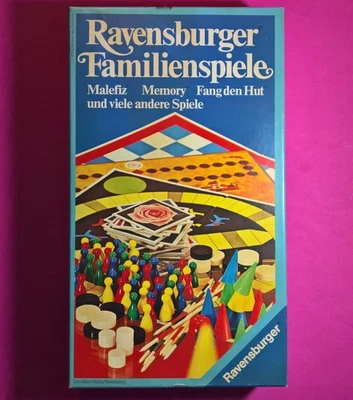 Ravensburger
Familienspiele
Malefiz Memory Fang den Hut
und viele andere Spiele
Ravensburger